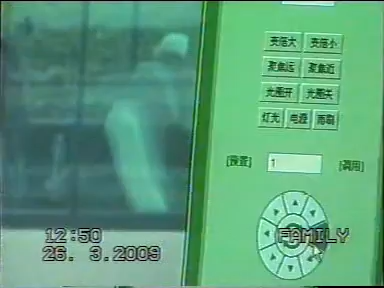 变倍大 变倍小
聚焦远 聚焦近
光圈开 光圈关
灯光 电源 雨刷
[预置] 1 [调用]
12:50 FAMILY
26. 3.2009